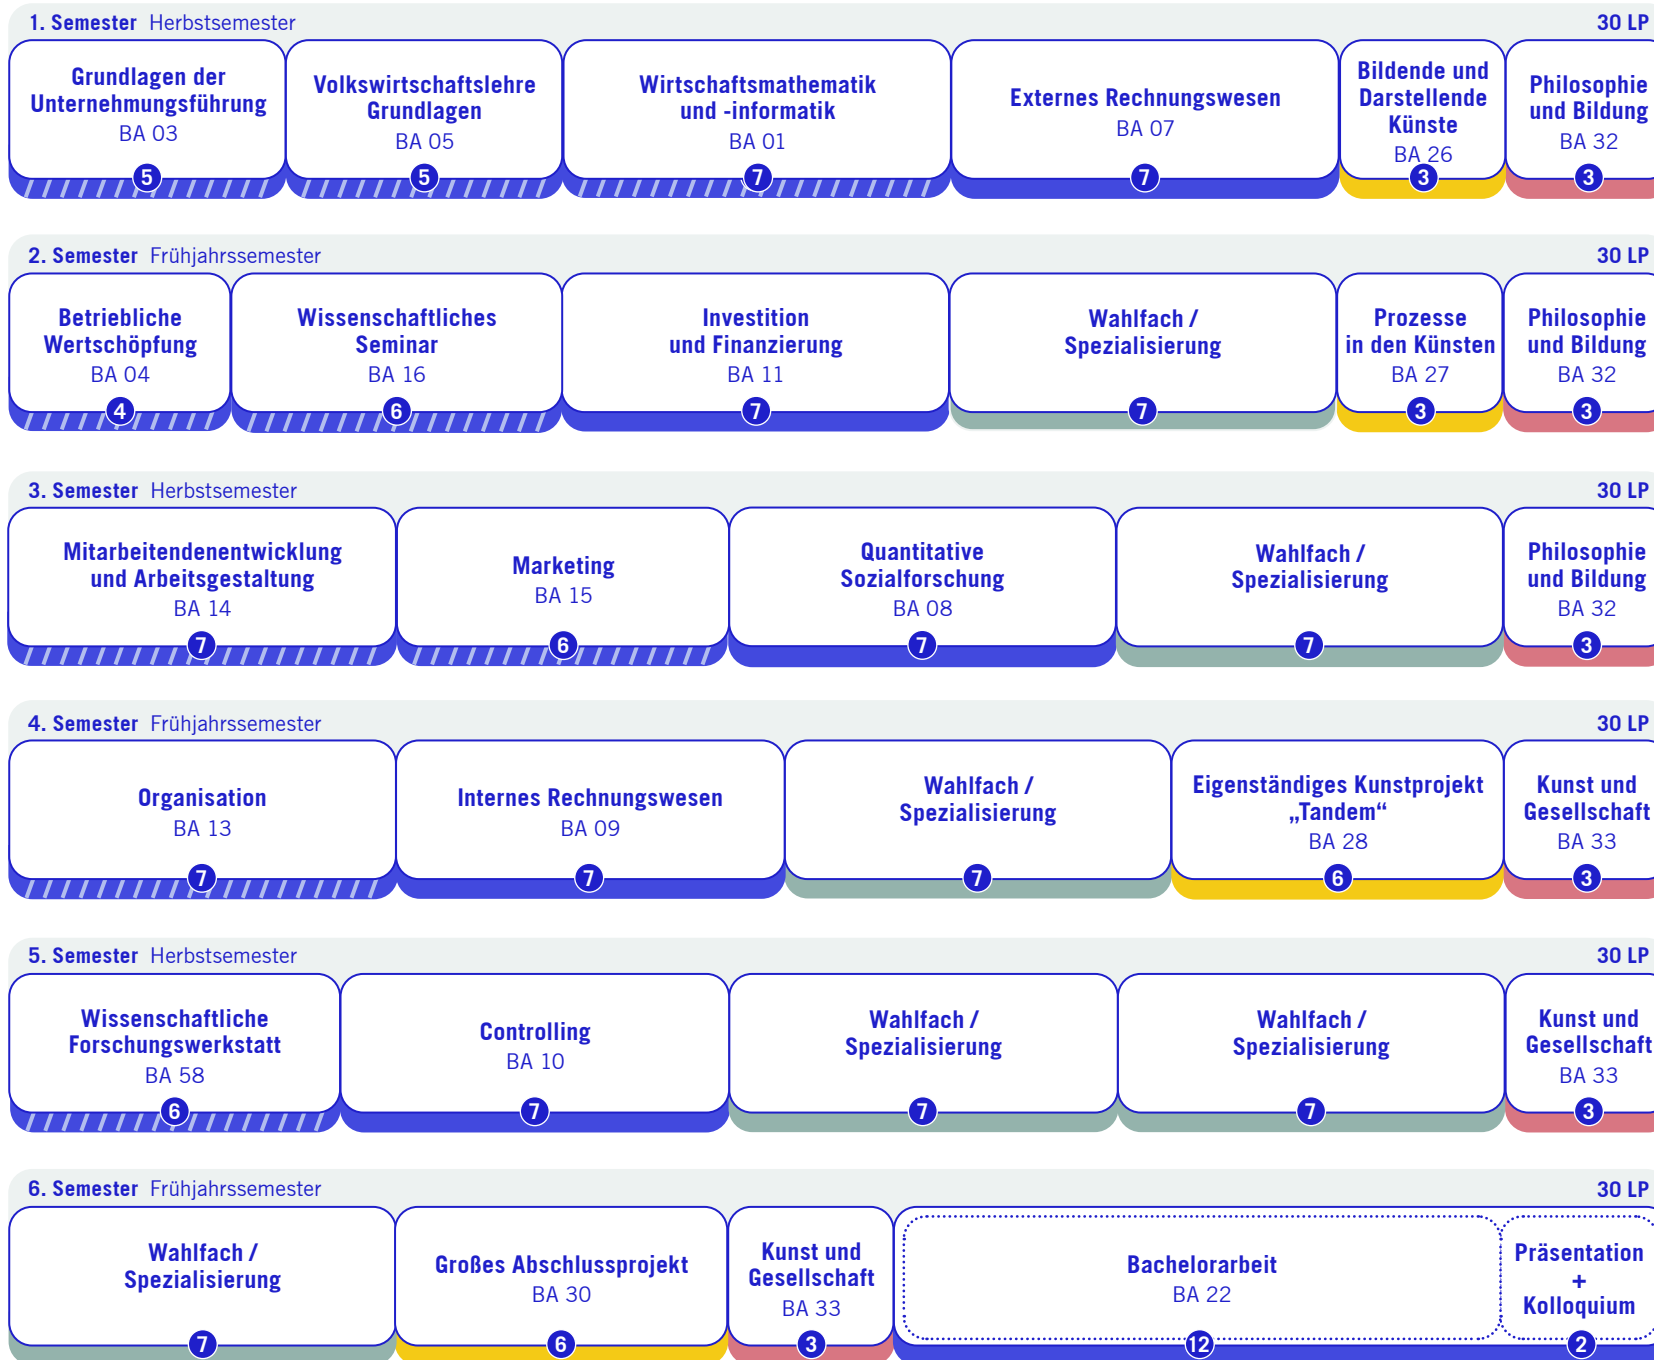 1. Semester Herbstsemester 30 LP
Grundlagen der
Unternehmungsführung
BA 03
5
Volkswirtschaftslehre
Grundlagen
BA 05
5
Wirtschaftsmathematik
und -informatik
BA 01
7
Externes Rechnungswesen
BA 07
7
Bildende und
Darstellende
Künste
BA 26
3
Philosophie
und Bildung
BA 32
3
2. Semester Frühjahrssemester 30 LP
Betriebliche
Wertschöpfung
BA 04
4
Wissenschaftliches
Seminar
BA 16
6
Investition
und Finanzierung
BA 11
7
Wahlfach /
Spezialisierung
7
Prozesse
in den Künsten
BA 27
3
Philosophie
und Bildung
BA 32
3
3. Semester Herbstsemester 30 LP
Mitarbeitendenentwicklung
und Arbeitsgestaltung
BA 14
7
Marketing
BA 15
6
Quantitative
Sozialforschung
BA 08
7
Wahlfach /
Spezialisierung
7
Philosophie
und Bildung
BA 32
3
4. Semester Frühjahrssemester 30 LP
Organisation
BA 13
7
Internes Rechnungswesen
BA 09
7
Wahlfach /
Spezialisierung
7
Eigenständiges Kunstprojekt
„Tandem“
BA 28
6
Kunst und
Gesellschaft
BA 33
3
5. Semester Herbstsemester 30 LP
Wissenschaftliche
Forschungswerkstatt
BA 58
6
Controlling
BA 10
7
Wahlfach /
Spezialisierung
7
Wahlfach /
Spezialisierung
7
Kunst und
Gesellschaft
BA 33
3
6. Semester Frühjahrssemester 30 LP
Wahlfach /
Spezialisierung
7
Großes Abschlussprojekt
BA 30
6
Kunst und
Gesellschaft
BA 33
3
Bachelorarbeit
BA 22
12
Präsentation
+
Kolloquium
2